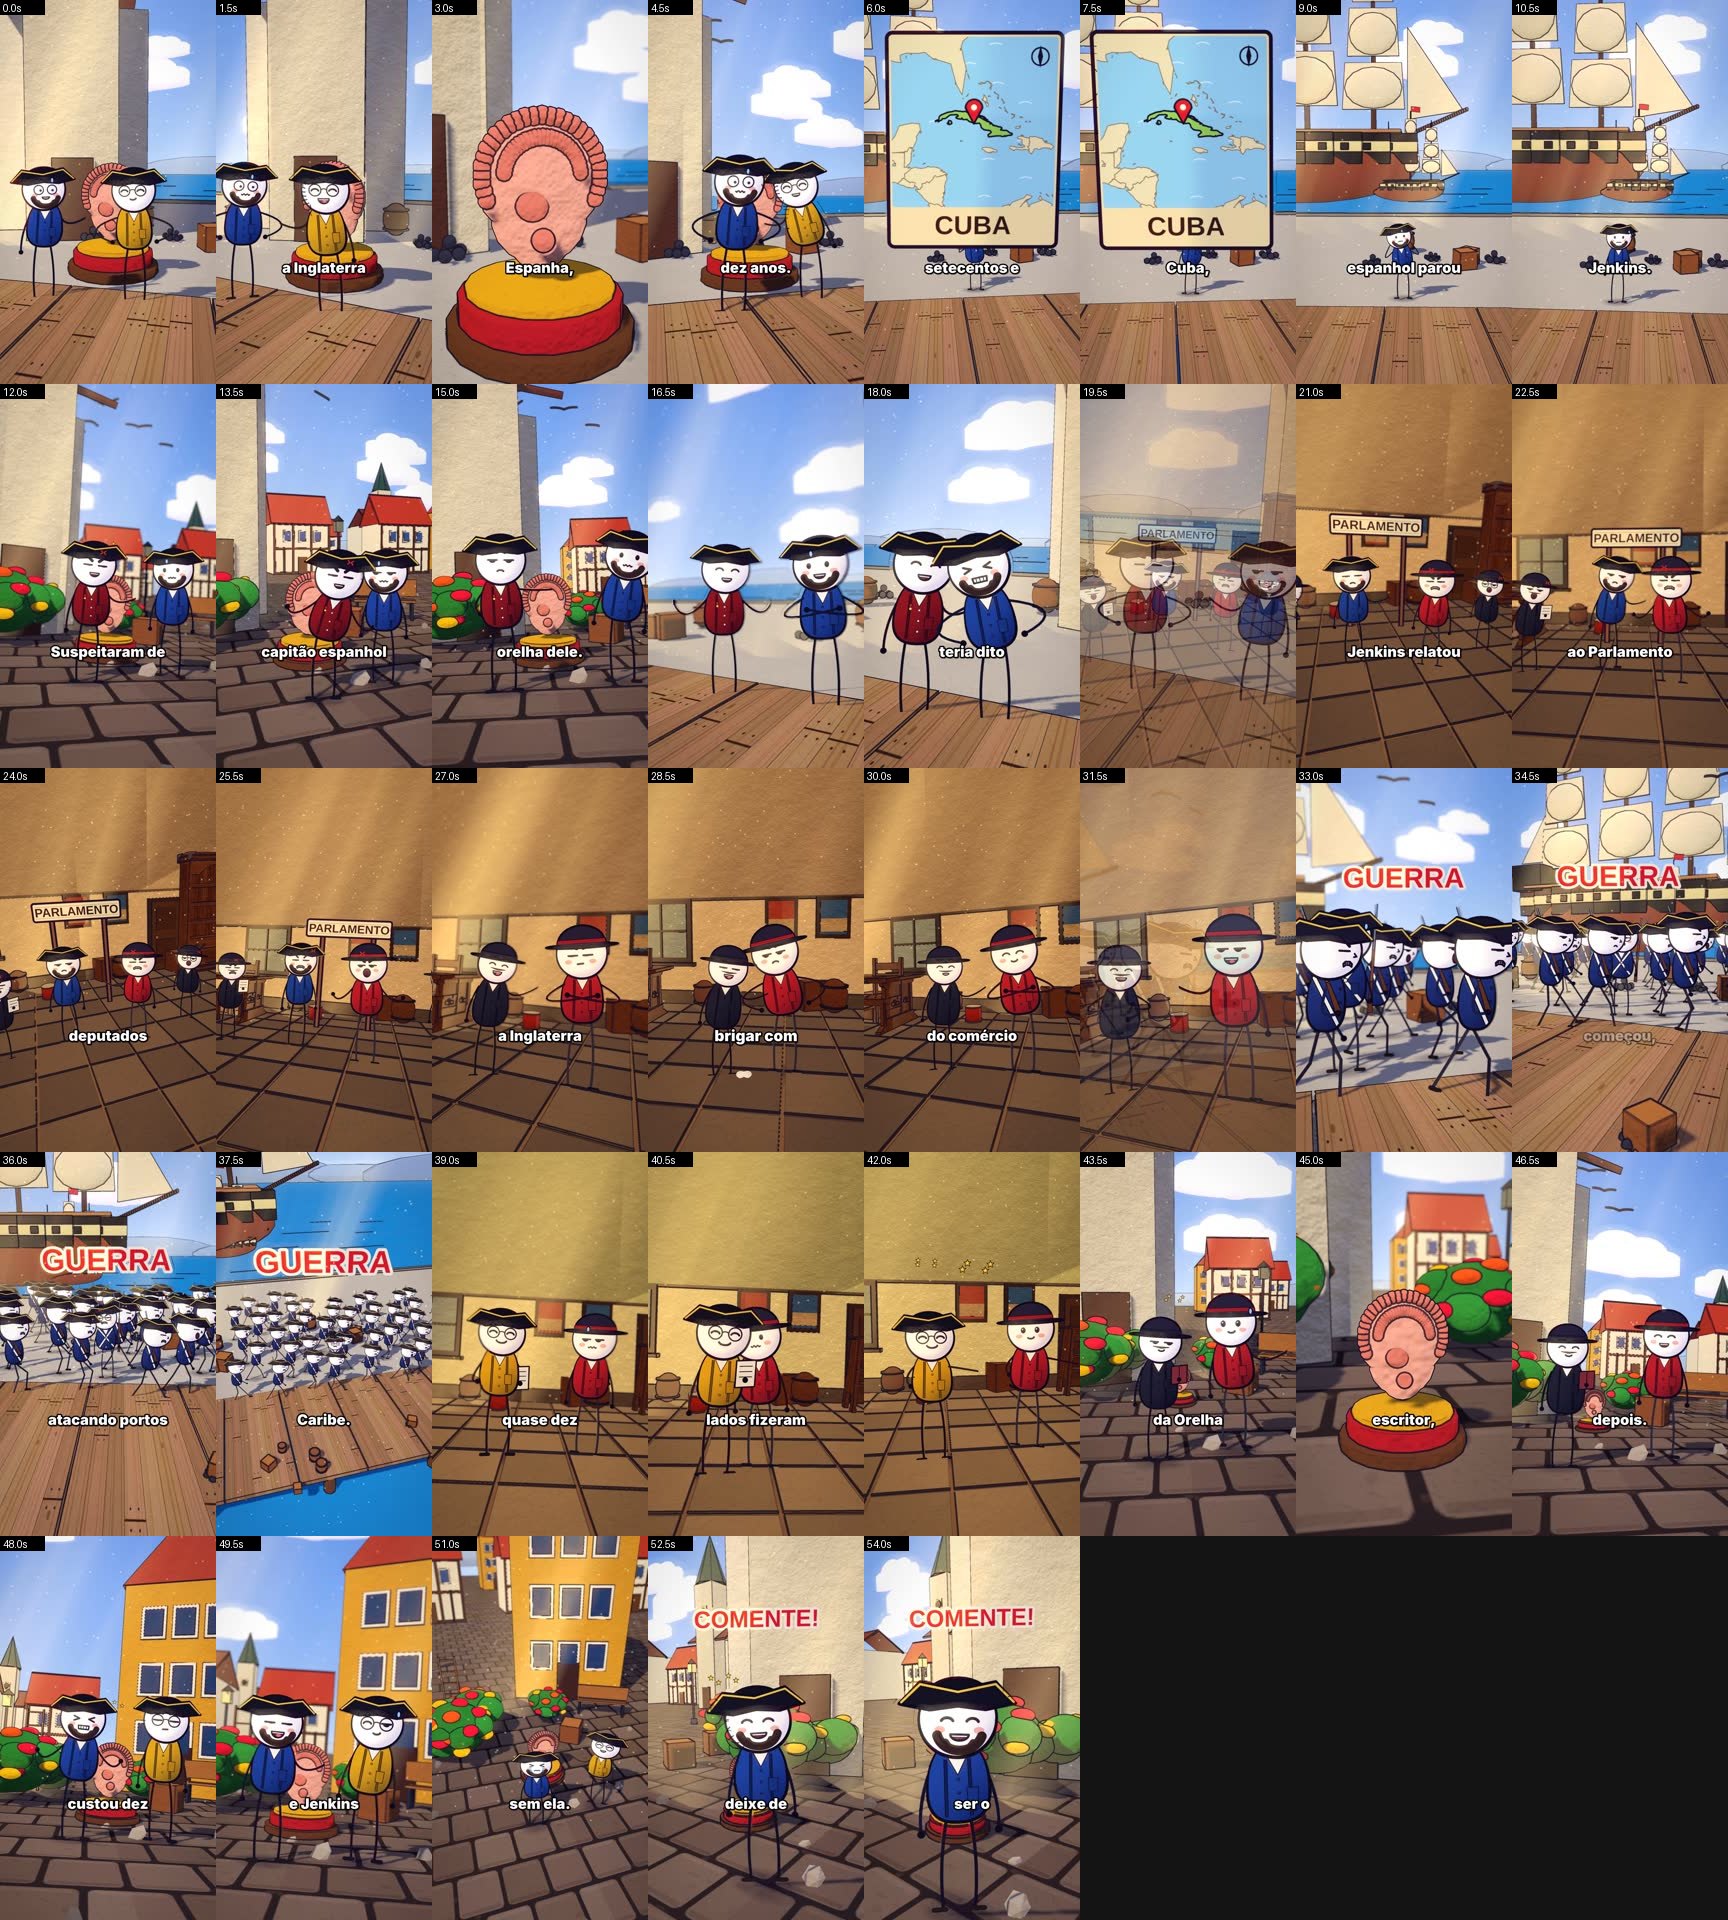 0.0s
1.5s
a Inglaterra
3.0s
Espanha,
4.5s
dez anos.
6.0s
CUBA
setecentos e
7.5s
CUBA
Cuba,
9.0s
espanhol parou
10.5s
Jenkins.
12.0s
Suspeitaram de
13.5s
capitão espanhol
15.0s
orelha dele.
16.5s
18.0s
teria dito
19.5s
PARLAMENTO
21.0s
PARLAMENTO
Jenkins relatou
22.5s
PARLAMENTO
ao Parlamento
24.0s
PARLAMENTO
deputados
25.5s
PARLAMENTO
27.0s
a Inglaterra
28.5s
brigar com
30.0s
do comércio
31.5s
33.0s
GUERRA
34.5s
GUERRA
começou,
36.0s
GUERRA
atacando portos
37.5s
GUERRA
Caribe.
39.0s
quase dez
40.5s
lados fizeram
42.0s
43.5s
da Orelha
45.0s
escritor,
46.5s
depois.
48.0s
custou dez
49.5s
e Jenkins
51.0s
sem ela.
52.5s
COMENTE!
deixe de
54.0s
COMENTE!
ser o